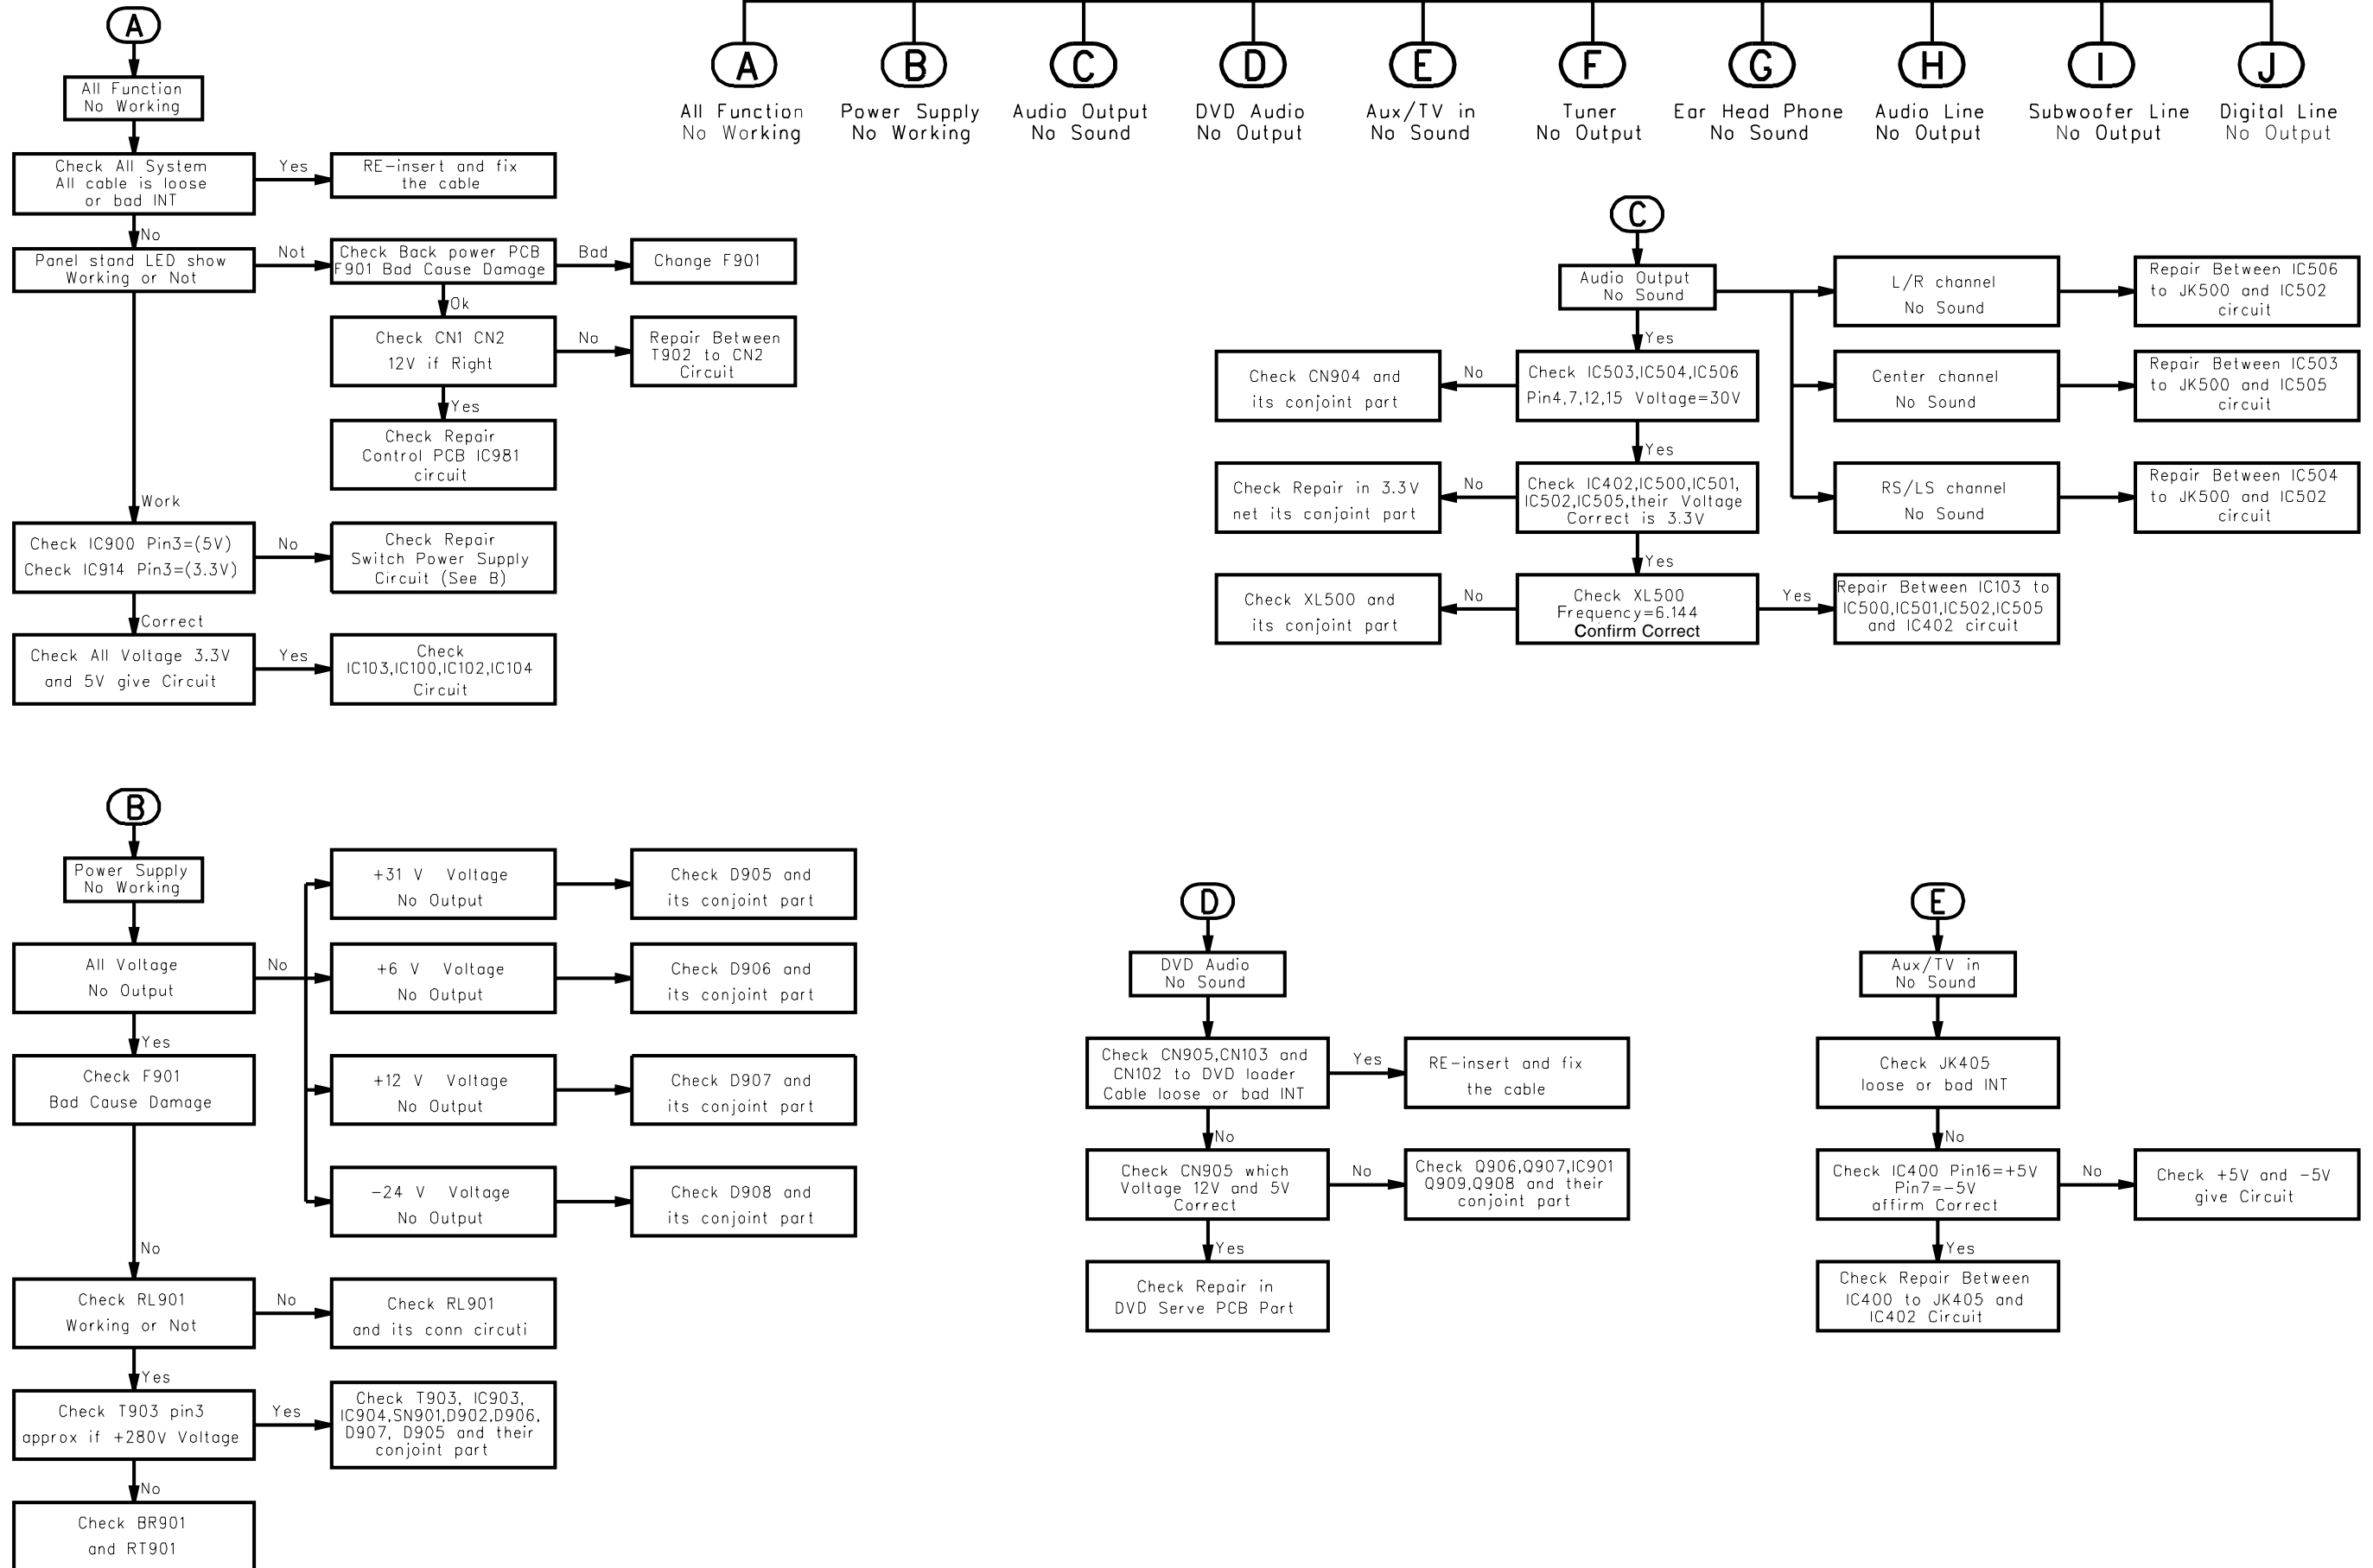 A
B
C
D
E
F
G
H
I
J
All Function
No Working
Power Supply
No Working
Audio Output
No Sound
DVD Audio
No Output
Aux/TV in
No Sound
Tuner
No Output
Ear Head Phone
No Sound
Audio Line
No Output
Subwoofer Line
No Output
Digital Line
No Output
A
All Function
No Working
Check All System
All cable is loose
or bad INT
Yes
RE-insert and fix
the cable
No
Panel stand LED show
Working or Not
Not
Check Back power PCB
F901 Bad Cause Damage
Bad
Change F901
Ok
Check CN1 CN2
12V if Right
No
Repair Between
T902 to CN2
Circuit
Yes
Check Repair
Control PCB IC981
circuit
Work
Check IC900 Pin3=(5V)
Check IC914 Pin3=(3.3V)
No
Check Repair
Switch Power Supply
Circuit (See B)
Correct
Check All Voltage 3.3V
and 5V give Circuit
Yes
Check
IC103,IC100,IC102,IC104
Circuit
C
Audio Output
No Sound
L/R channel
No Sound
Repair Between IC506
to JK500 and IC502
circuit
Center channel
No Sound
Repair Between IC503
to JK500 and IC505
circuit
RS/LS channel
No Sound
Repair Between IC504
to JK500 and IC502
circuit
Yes
Check IC503,IC504,IC506
Pin4,7,12,15 Voltage=30V
No
Check CN904 and
its conjoint part
Yes
Check IC402,IC500,IC501,
IC502,IC505,their Voltage
Correct is 3.3V
No
Check Repair in 3.3V
net its conjoint part
Yes
Check XL500
Frequency=6.144
Confirm Correct
No
Check XL500 and
its conjoint part
Yes
Repair Between IC103 to
IC500,IC501,IC502,IC505
and IC402 circuit
B
Power Supply
No Working
All Voltage
No Output
No
+31 V Voltage
No Output
Check D905 and
its conjoint part
+6 V Voltage
No Output
Check D906 and
its conjoint part
+12 V Voltage
No Output
Check D907 and
its conjoint part
-24 V Voltage
No Output
Check D908 and
its conjoint part
Yes
Check F901
Bad Cause Damage
No
Check RL901
Working or Not
No
Check RL901
and its conn circuti
Yes
Check T903 pin3
approx if +280V Voltage
Yes
Check T903, IC903,
IC904,SN901,D902,D906,
D907, D905 and their
conjoint part
No
Check BR901
and RT901
D
DVD Audio
No Sound
Check CN905,CN103 and
CN102 to DVD loader
Cable loose or bad INT
Yes
RE-insert and fix
the cable
No
Check CN905 which
Voltage 12V and 5V
Correct
No
Check Q906,Q907,IC901
Q909,Q908 and their
conjoint part
Yes
Check Repair in
DVD Serve PCB Part
E
Aux/TV in
No Sound
Check JK405
loose or bad INT
No
Check IC400 Pin16=+5V
Pin7=-5V
affirm Correct
No
Check +5V and -5V
give Circuit
Yes
Check Repair Between
IC400 to JK405 and
IC402 Circuit